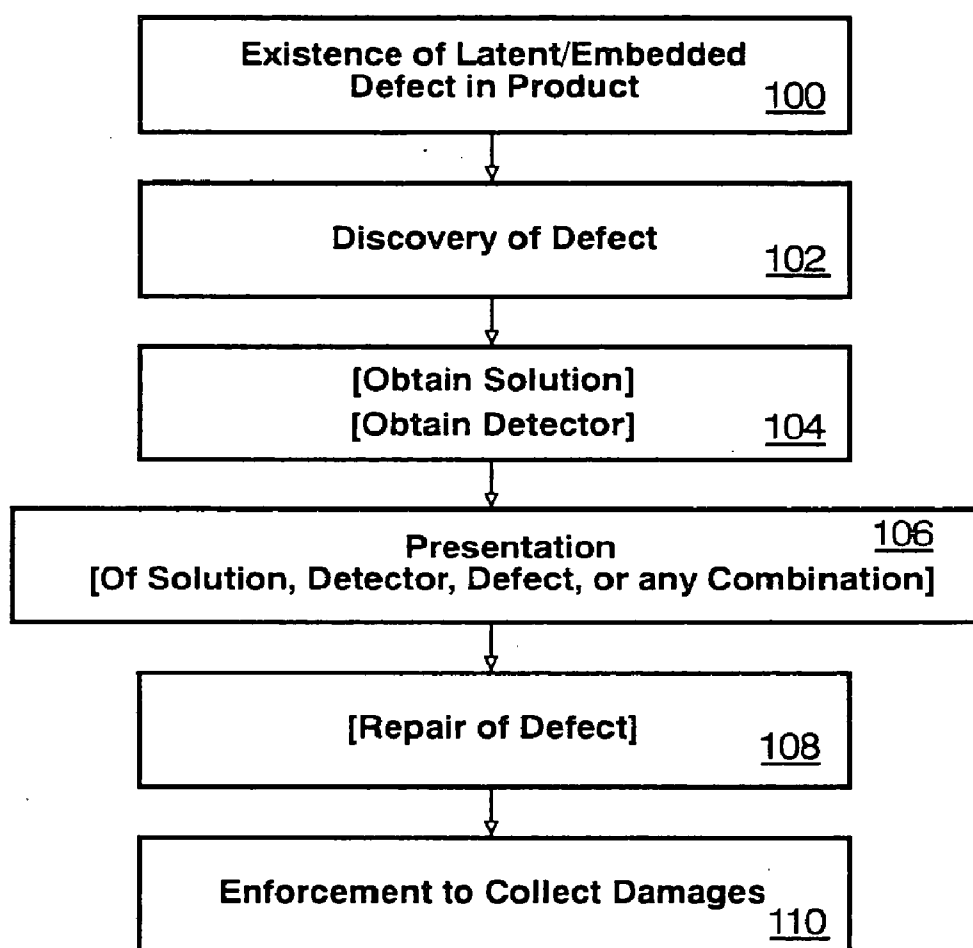 Existence of Latent/Embedded
Defect in Product
100
Discovery of Defect
102
[Obtain Solution]
[Obtain Detector]
104
106
Presentation
[Of Solution, Detector, Defect, or any Combination]
[Repair of Defect]
108
Enforcement to Collect Damages
110